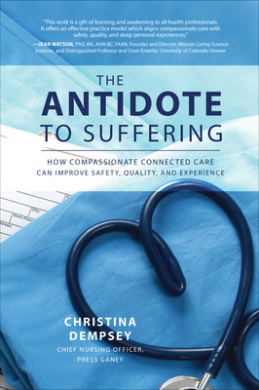 "This work is a gift of learning and awakening to all health professionals.
It offers an effective practice model which aligns compassionate care with
safety, quality, and deep personal experiences."
—JEAN WATSON, PhD, RN, AHN-BC, FAAN, Founder and Director, Watson Caring Science
Institute, and Distinguished Professor and Dean Emerita, University of Colorado Denver
THE
ANTIDOTE
TO SUFFERING
HOW COMPASSIONATE CONNECTED CARE
CAN IMPROVE SAFETY, QUALITY, AND EXPERIENCE
CHRISTINA
DEMPSEY
CHIEF NURSING OFFICER,
PRESS GANEY